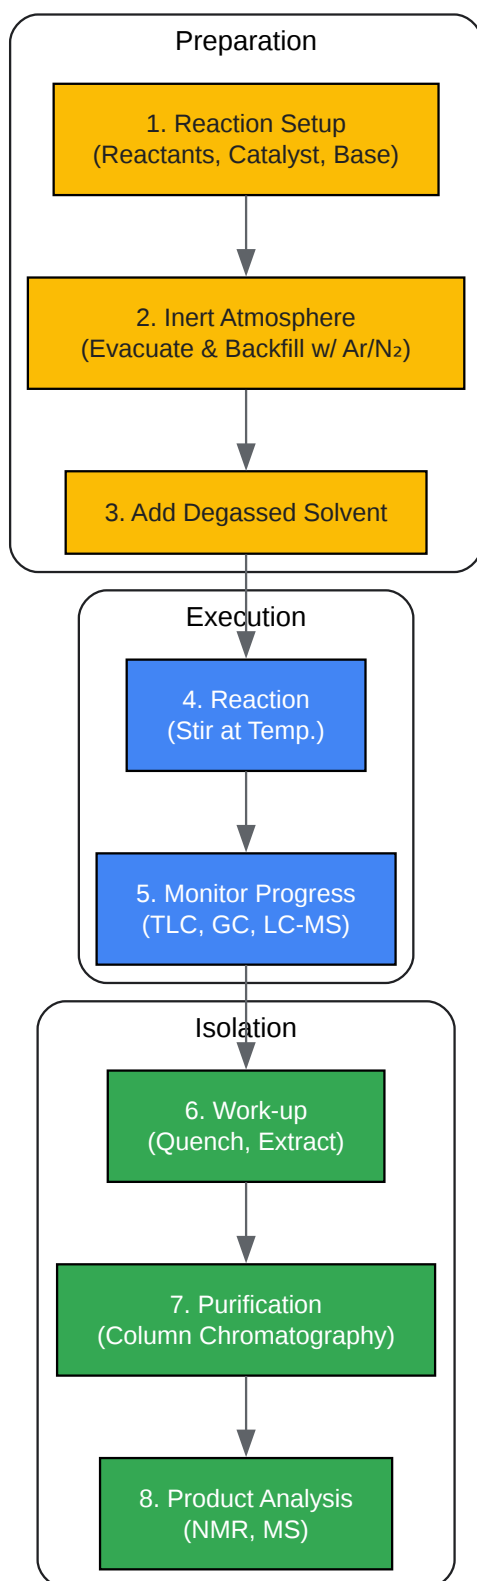 Preparation
1. Reaction Setup
(Reactants, Catalyst, Base)
2. Inert Atmosphere
(Evacuate & Backfill w/ Ar/N₂)
3. Add Degassed Solvent
Execution
4. Reaction
(Stir at Temp.)
5. Monitor Progress
(TLC, GC, LC-MS)
Isolation
6. Work-up
(Quench, Extract)
7. Purification
(Column Chromatography)
8. Product Analysis
(NMR, MS)